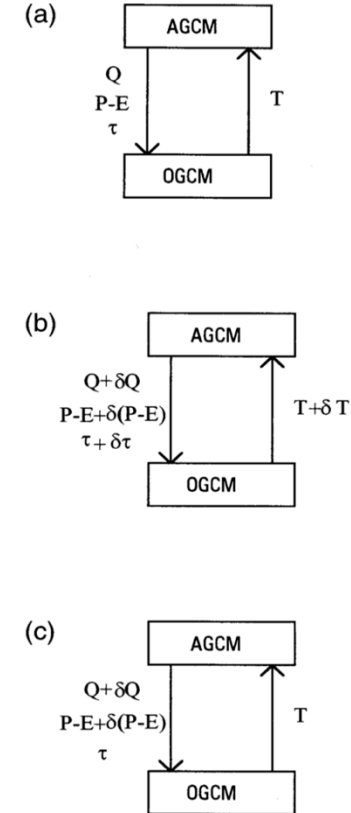 (a)
AGCM
Q
P-E
τ
T
OGCM
(b)
AGCM
Q+δQ
P-E+δ(P-E)
τ+δτ
T+δ T
OGCM
(c)
AGCM
Q+δQ
P-E+δ(P-E)
τ
T
OGCM